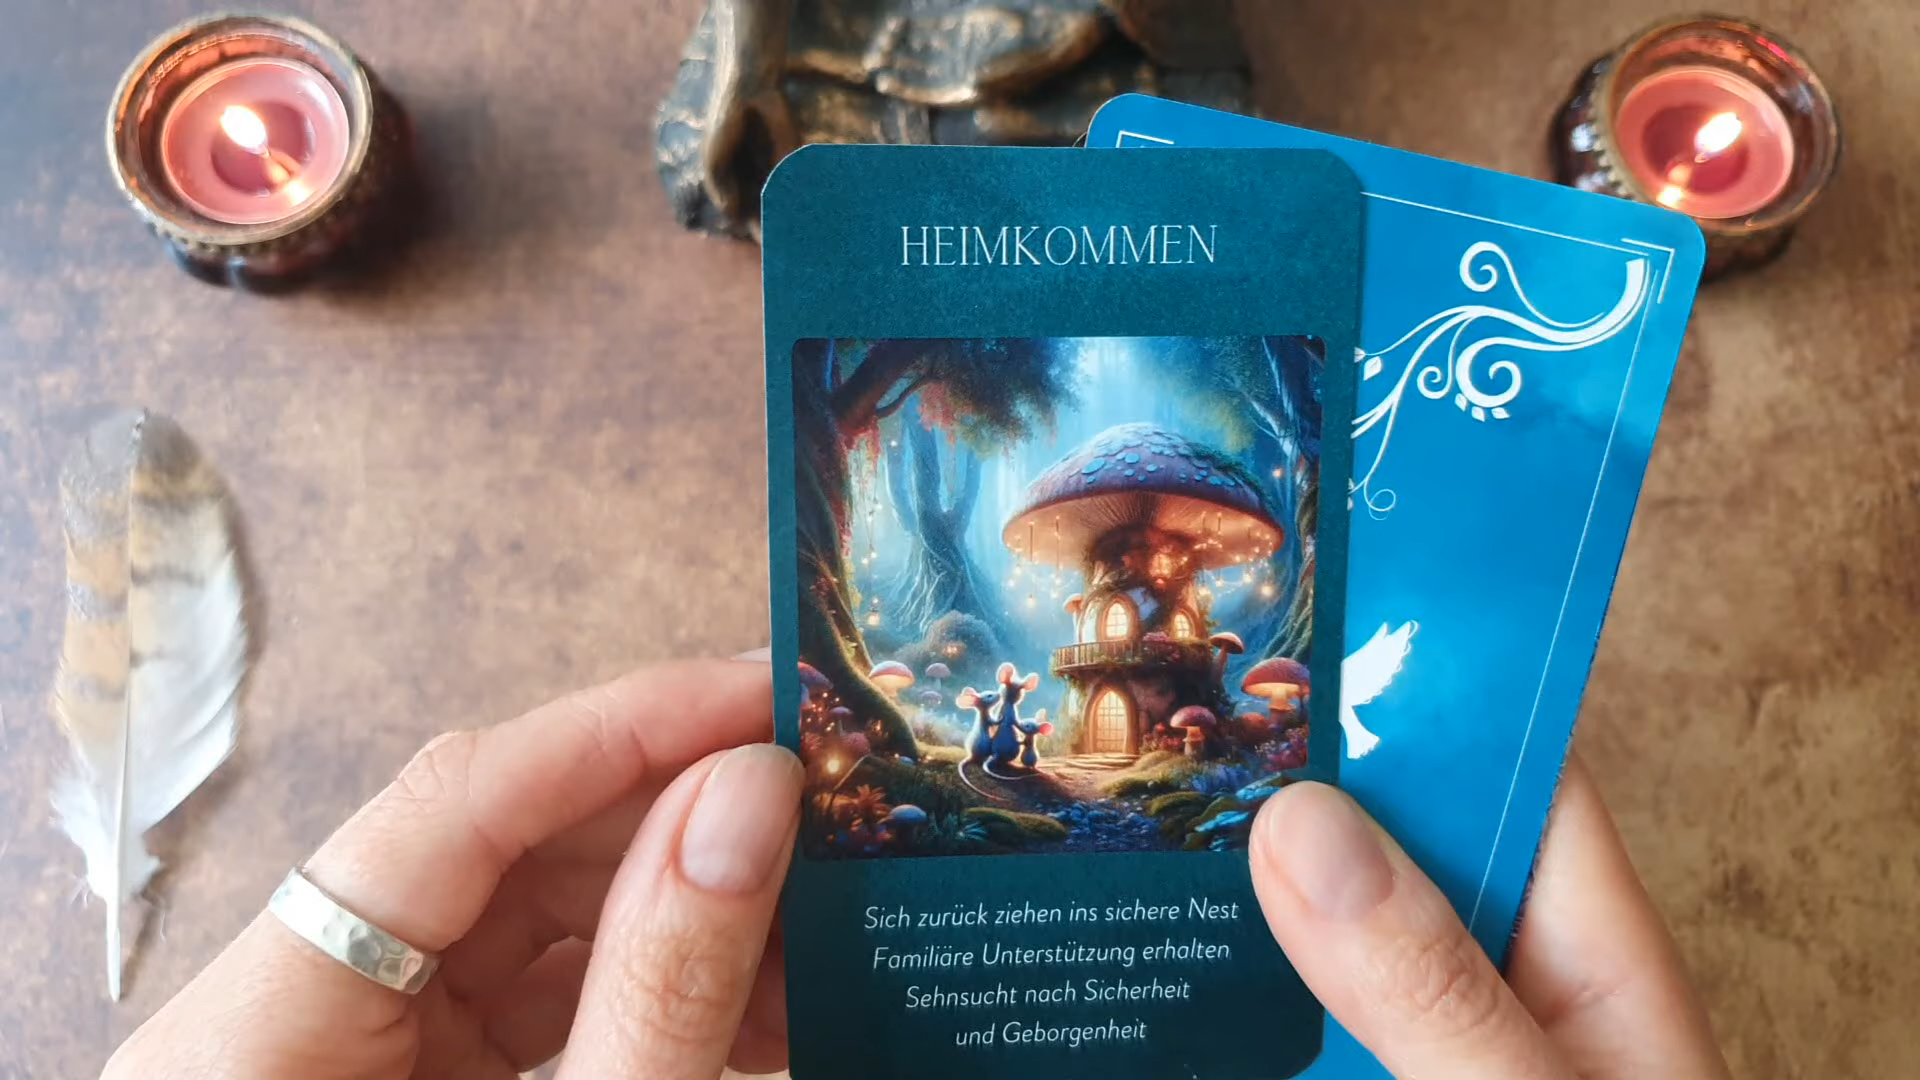 HEIMKOMMEN
Sich zurück ziehen ins sichere Nest
Familiäre Unterstützung erhalten
Sehnsucht nach Sicherheit
und Geborgenheit